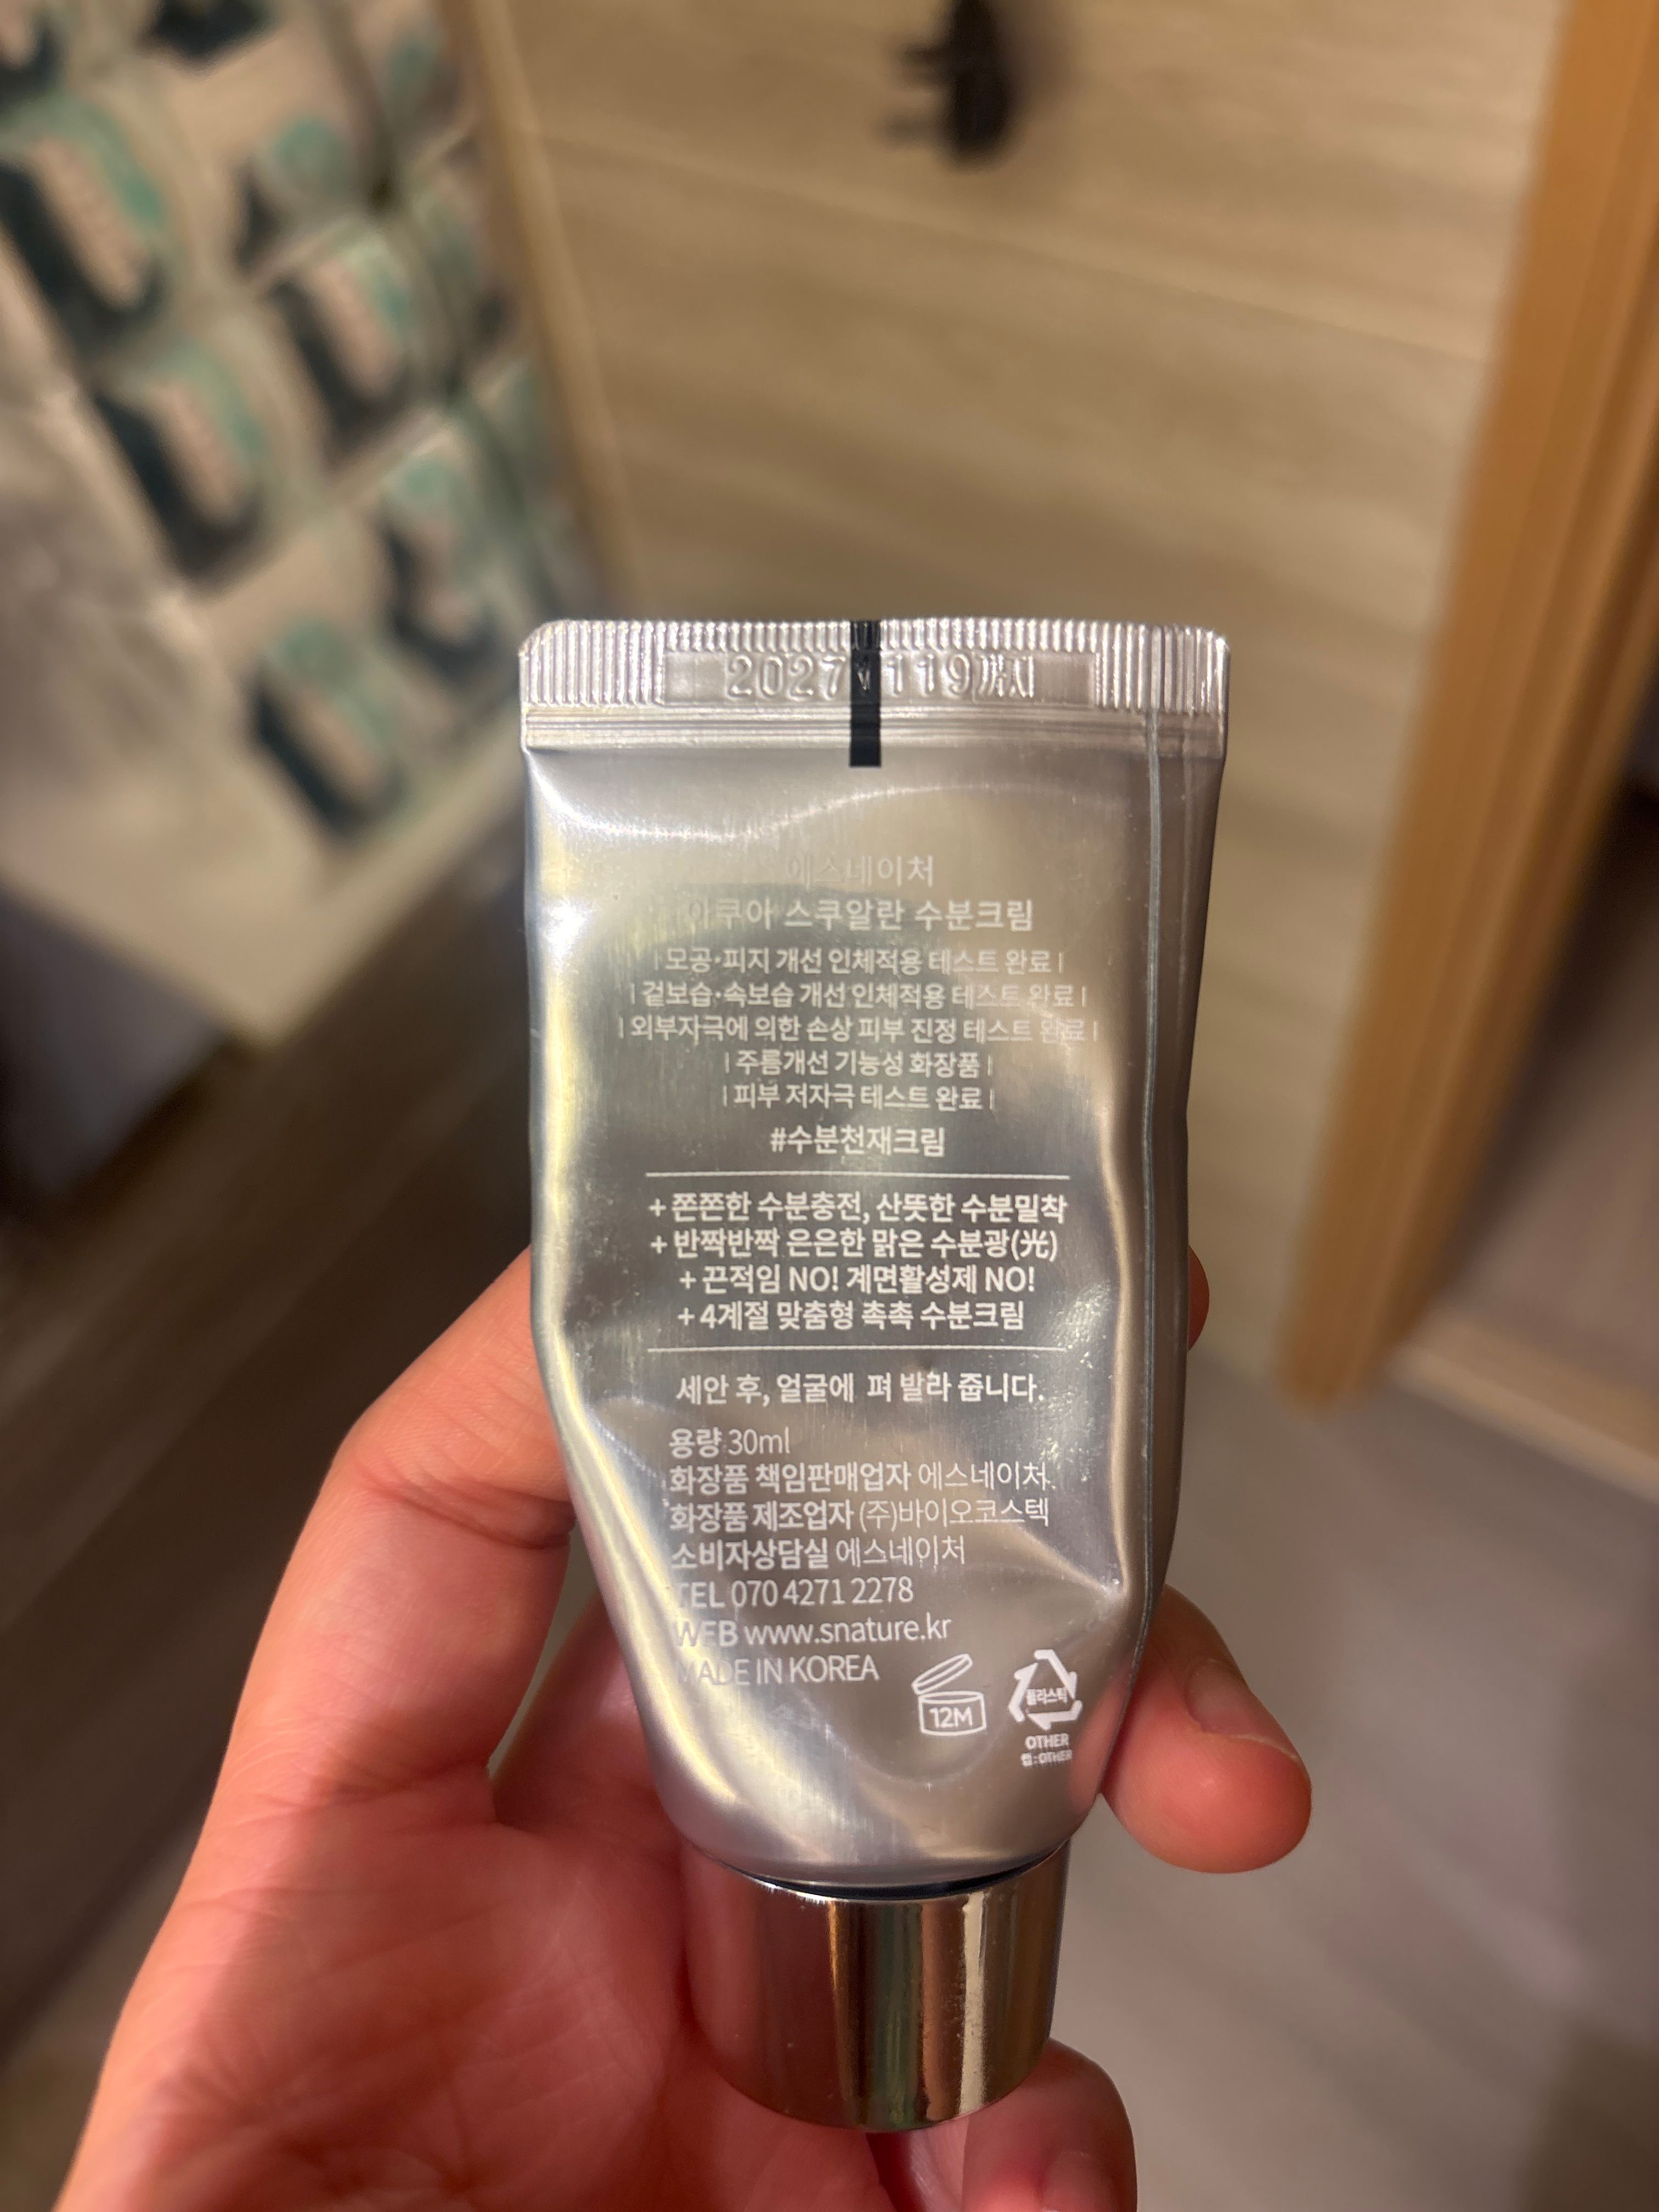 119까지
에스네이처
아쿠아 스쿠알란 수분크림
| 모공·피지 개선 인체적용 테스트 완료 |
| 겉보습·속보습 개선 인체적용 테스트 완료 |
| 외부자극에 의한 손상 피부 진정 테스트 완료 |
| 주름개선 기능성 화장품 |
| 피부 저자극 테스트 완료 |
#수분천재크림
+ 쫀쫀한 수분충전, 산뜻한 수분밀착
+ 반짝반짝 은은한 맑은 수분광(光)
+ 끈적임 NO! 계면활성제 NO!
+ 4계절 맞춤형 촉촉 수분크림
세안 후, 얼굴에 펴 발라 줍니다.
용량 30ml
화장품 책임판매업자 에스네이처
화장품 제조업자 (주)바이오코스텍
소비자상담실 에스네이처
TEL 070 4271 2278
WEB www.snature.kr
MADE IN KOREA
12M
플라스틱
OTHER
캡:OTHER